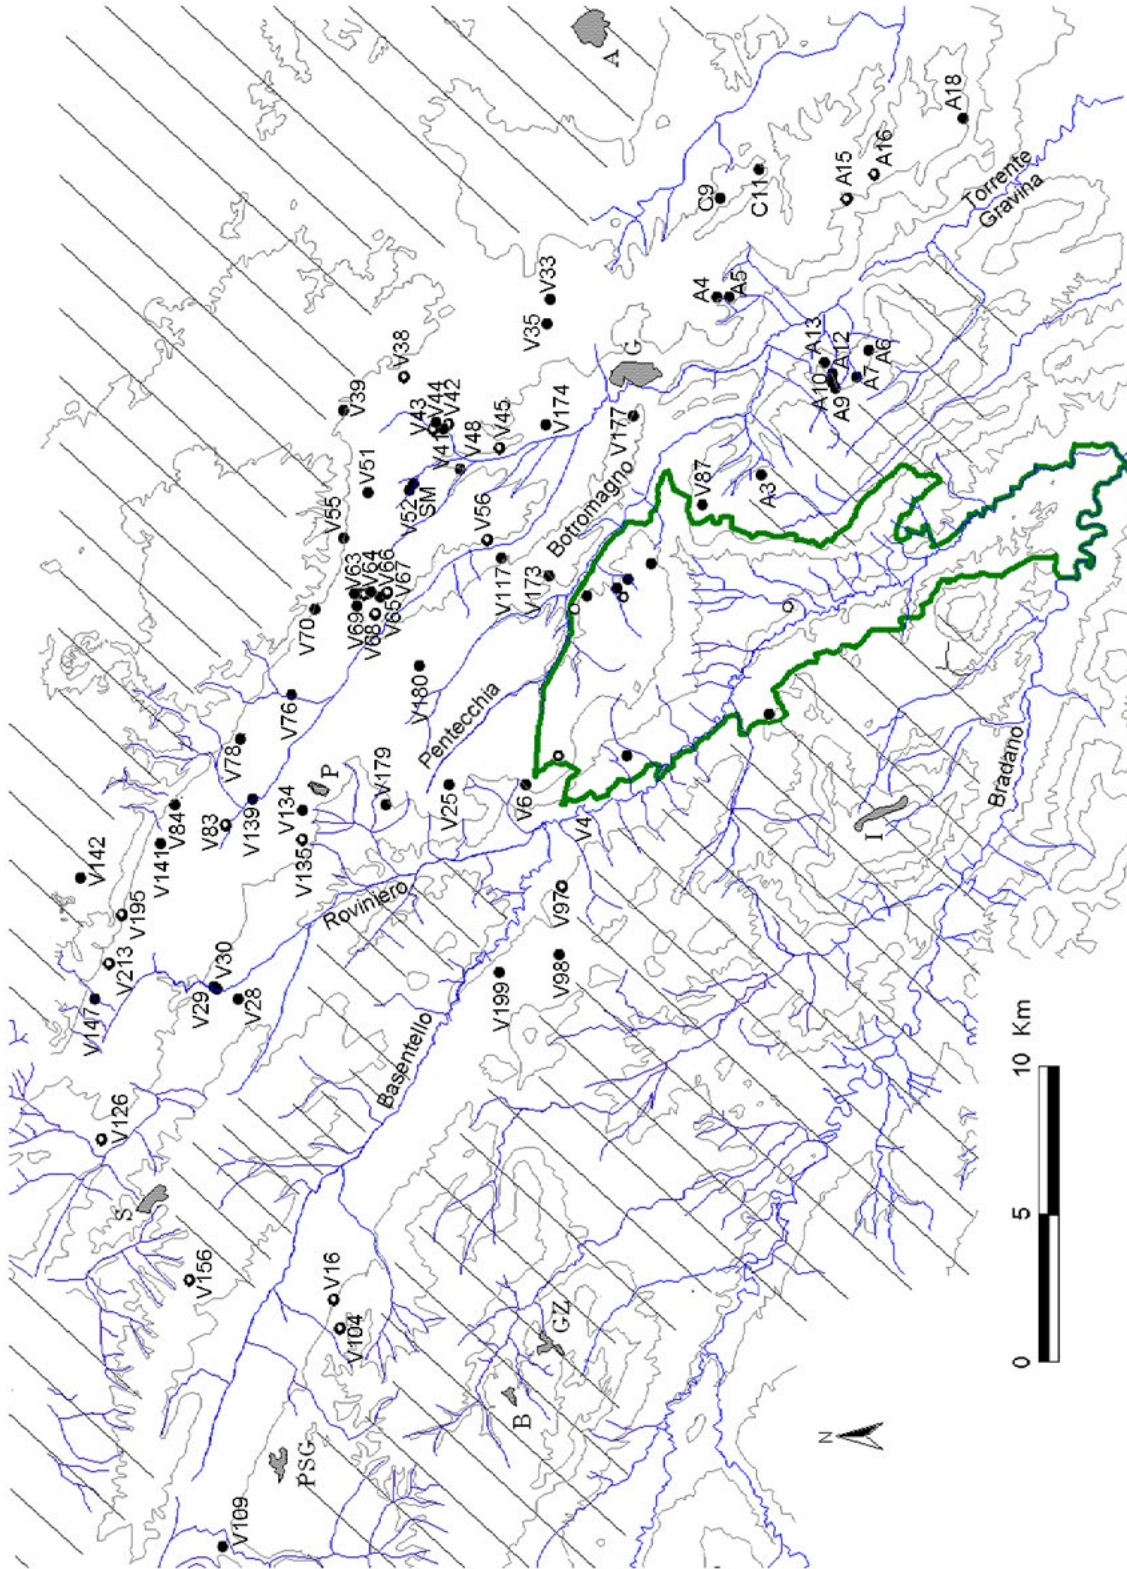 V147
V142
V126
S
V213
V195
V141
V84
V156
V29
V30
V83
V78
V109
V28
V139
V76
PSG
V135
V134
P
V70
V55
V39
V16
V104
Roviniero
V179
V69
V68
V63
V64
V65
V66
V67
V51
V38
V52
SM
V43
V41
V44
V42
V48
Basentello
V180
Pentecchia
V25
V45
V56
V117
V199
B
GZ
V98
V97
V6
V4
V173
Botromagno
V174
V35
V33
V177
G
A
V87
A3
A4
A5
C9
C11
A10
A9
A13
A12
A7
A6
A15
A16
A18
I
Bradano
Torrente
Gravina
N
0
5
10
Km